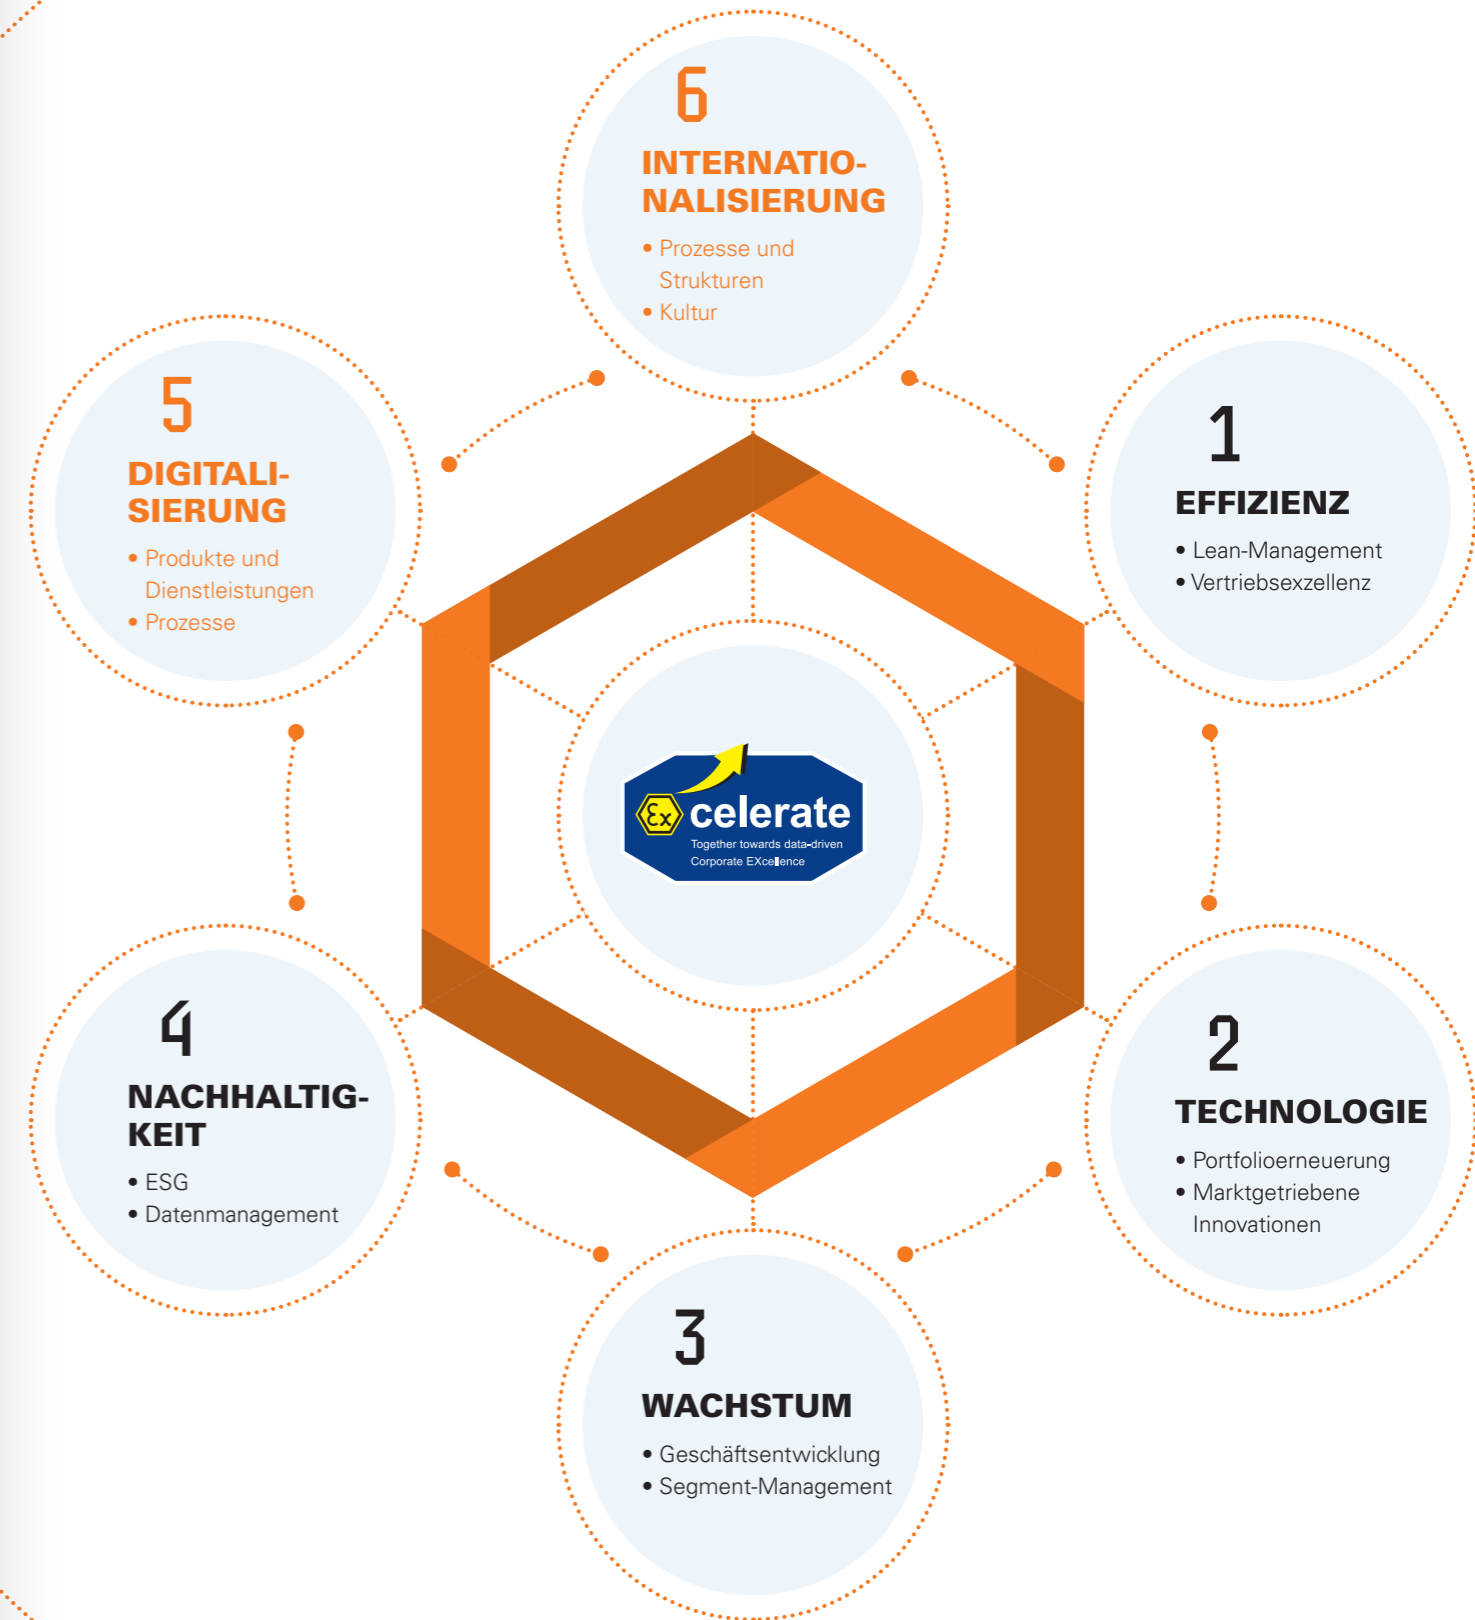 6
INTERNATIO-
NALISIERUNG
• Prozesse und
Strukturen
• Kultur
1
EFFIZIENZ
• Lean-Management
• Vertriebsexzellenz
2
TECHNOLOGIE
• Portfolioerneuerung
• Marktgetriebene
Innovationen
3
WACHSTUM
• Geschäftsentwicklung
• Segment-Management
4
NACHHALTIG-
KEIT
• ESG
• Datenmanagement
5
DIGITALI-
SIERUNG
• Produkte und
Dienstleistungen
• Prozesse
Excelerate
Together towards data-driven
Corporate EXcellence